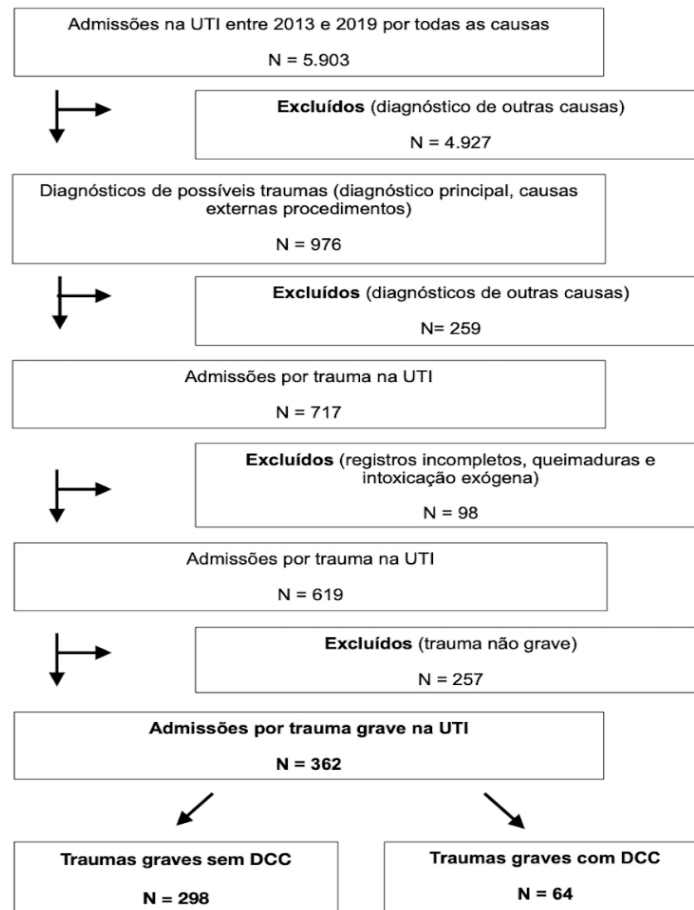 Admissões na UTI entre 2013 e 2019 por todas as causas
N = 5.903
Excluídos (diagnóstico de outras causas)
N = 4.927
Diagnósticos de possíveis traumas (diagnóstico principal, causas
externas procedimentos)
N = 976
Excluídos (diagnósticos de outras causas)
N= 259
Admissões por trauma na UTI
N = 717
Excluídos (registros incompletos, queimaduras e
intoxicação exógena)
N = 98
Admissões por trauma na UTI
N = 619
Excluídos (trauma não grave)
N = 257
Admissões por trauma grave na UTI
N = 362
Traumas graves sem DCC
N = 298
Traumas graves com DCC
N = 64